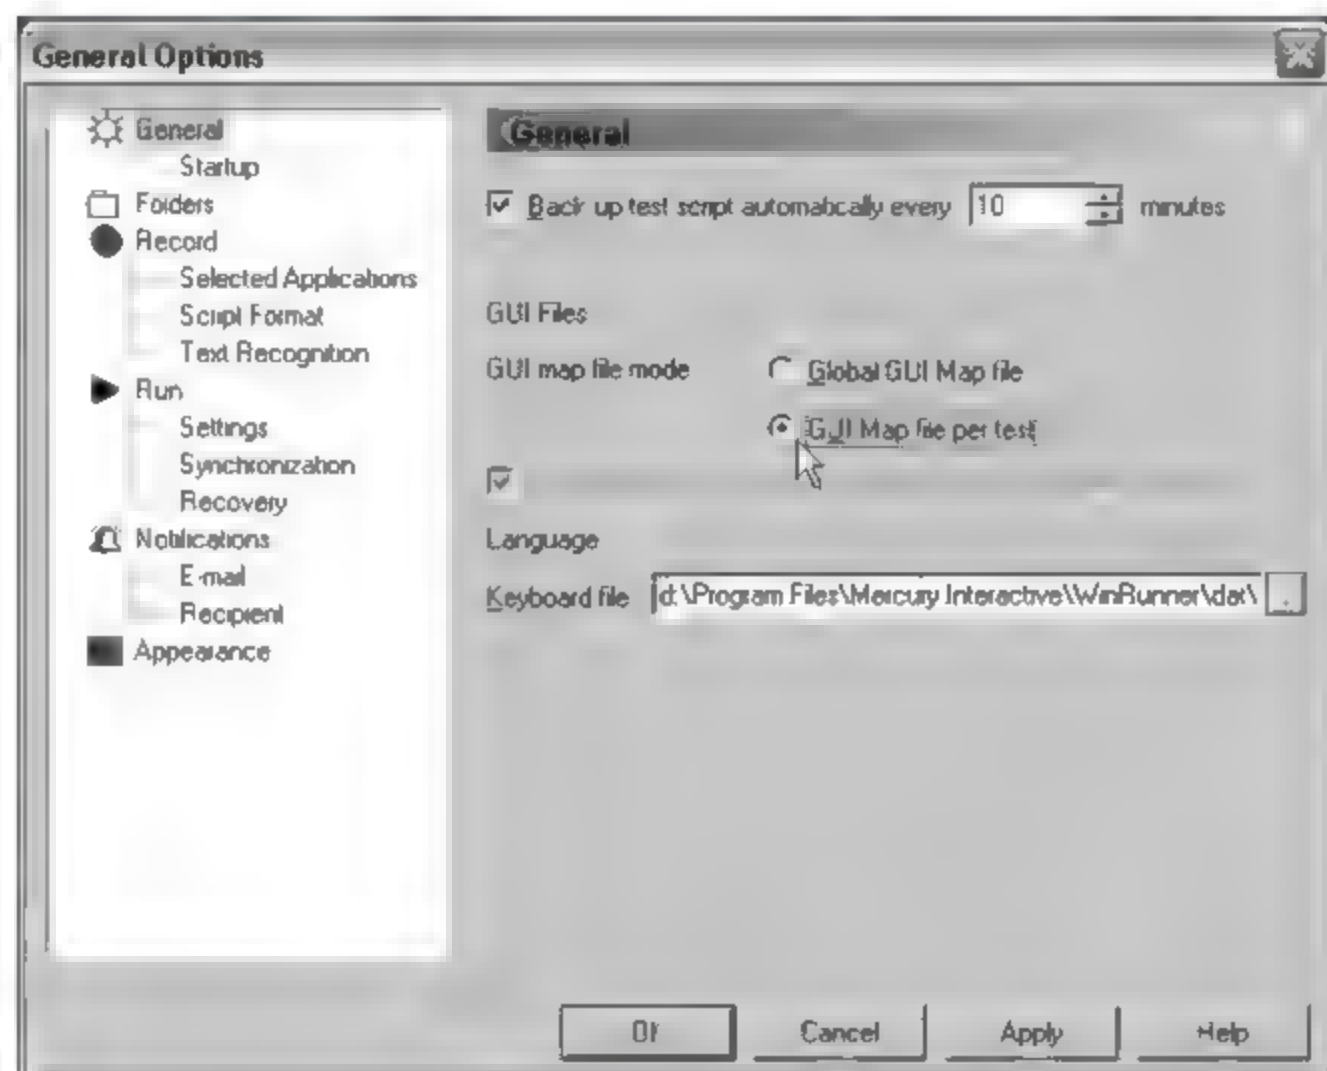 General Options
General
Startup
Folders
Record
Selected Applications
Script Format
Text Recognition
Run
Settings
Synchronization
Recovery
Notifications
E-mail
Recipient
Appearance
General
Back up test script automatically every 10 minutes
GUI Files
GUI map file mode
Global GUI Map file
GUI Map file per test
Language
Keyboard file d:\Program Files\Mercury Interactive\WinRunner\dat\ .
OK Cancel Apply Help